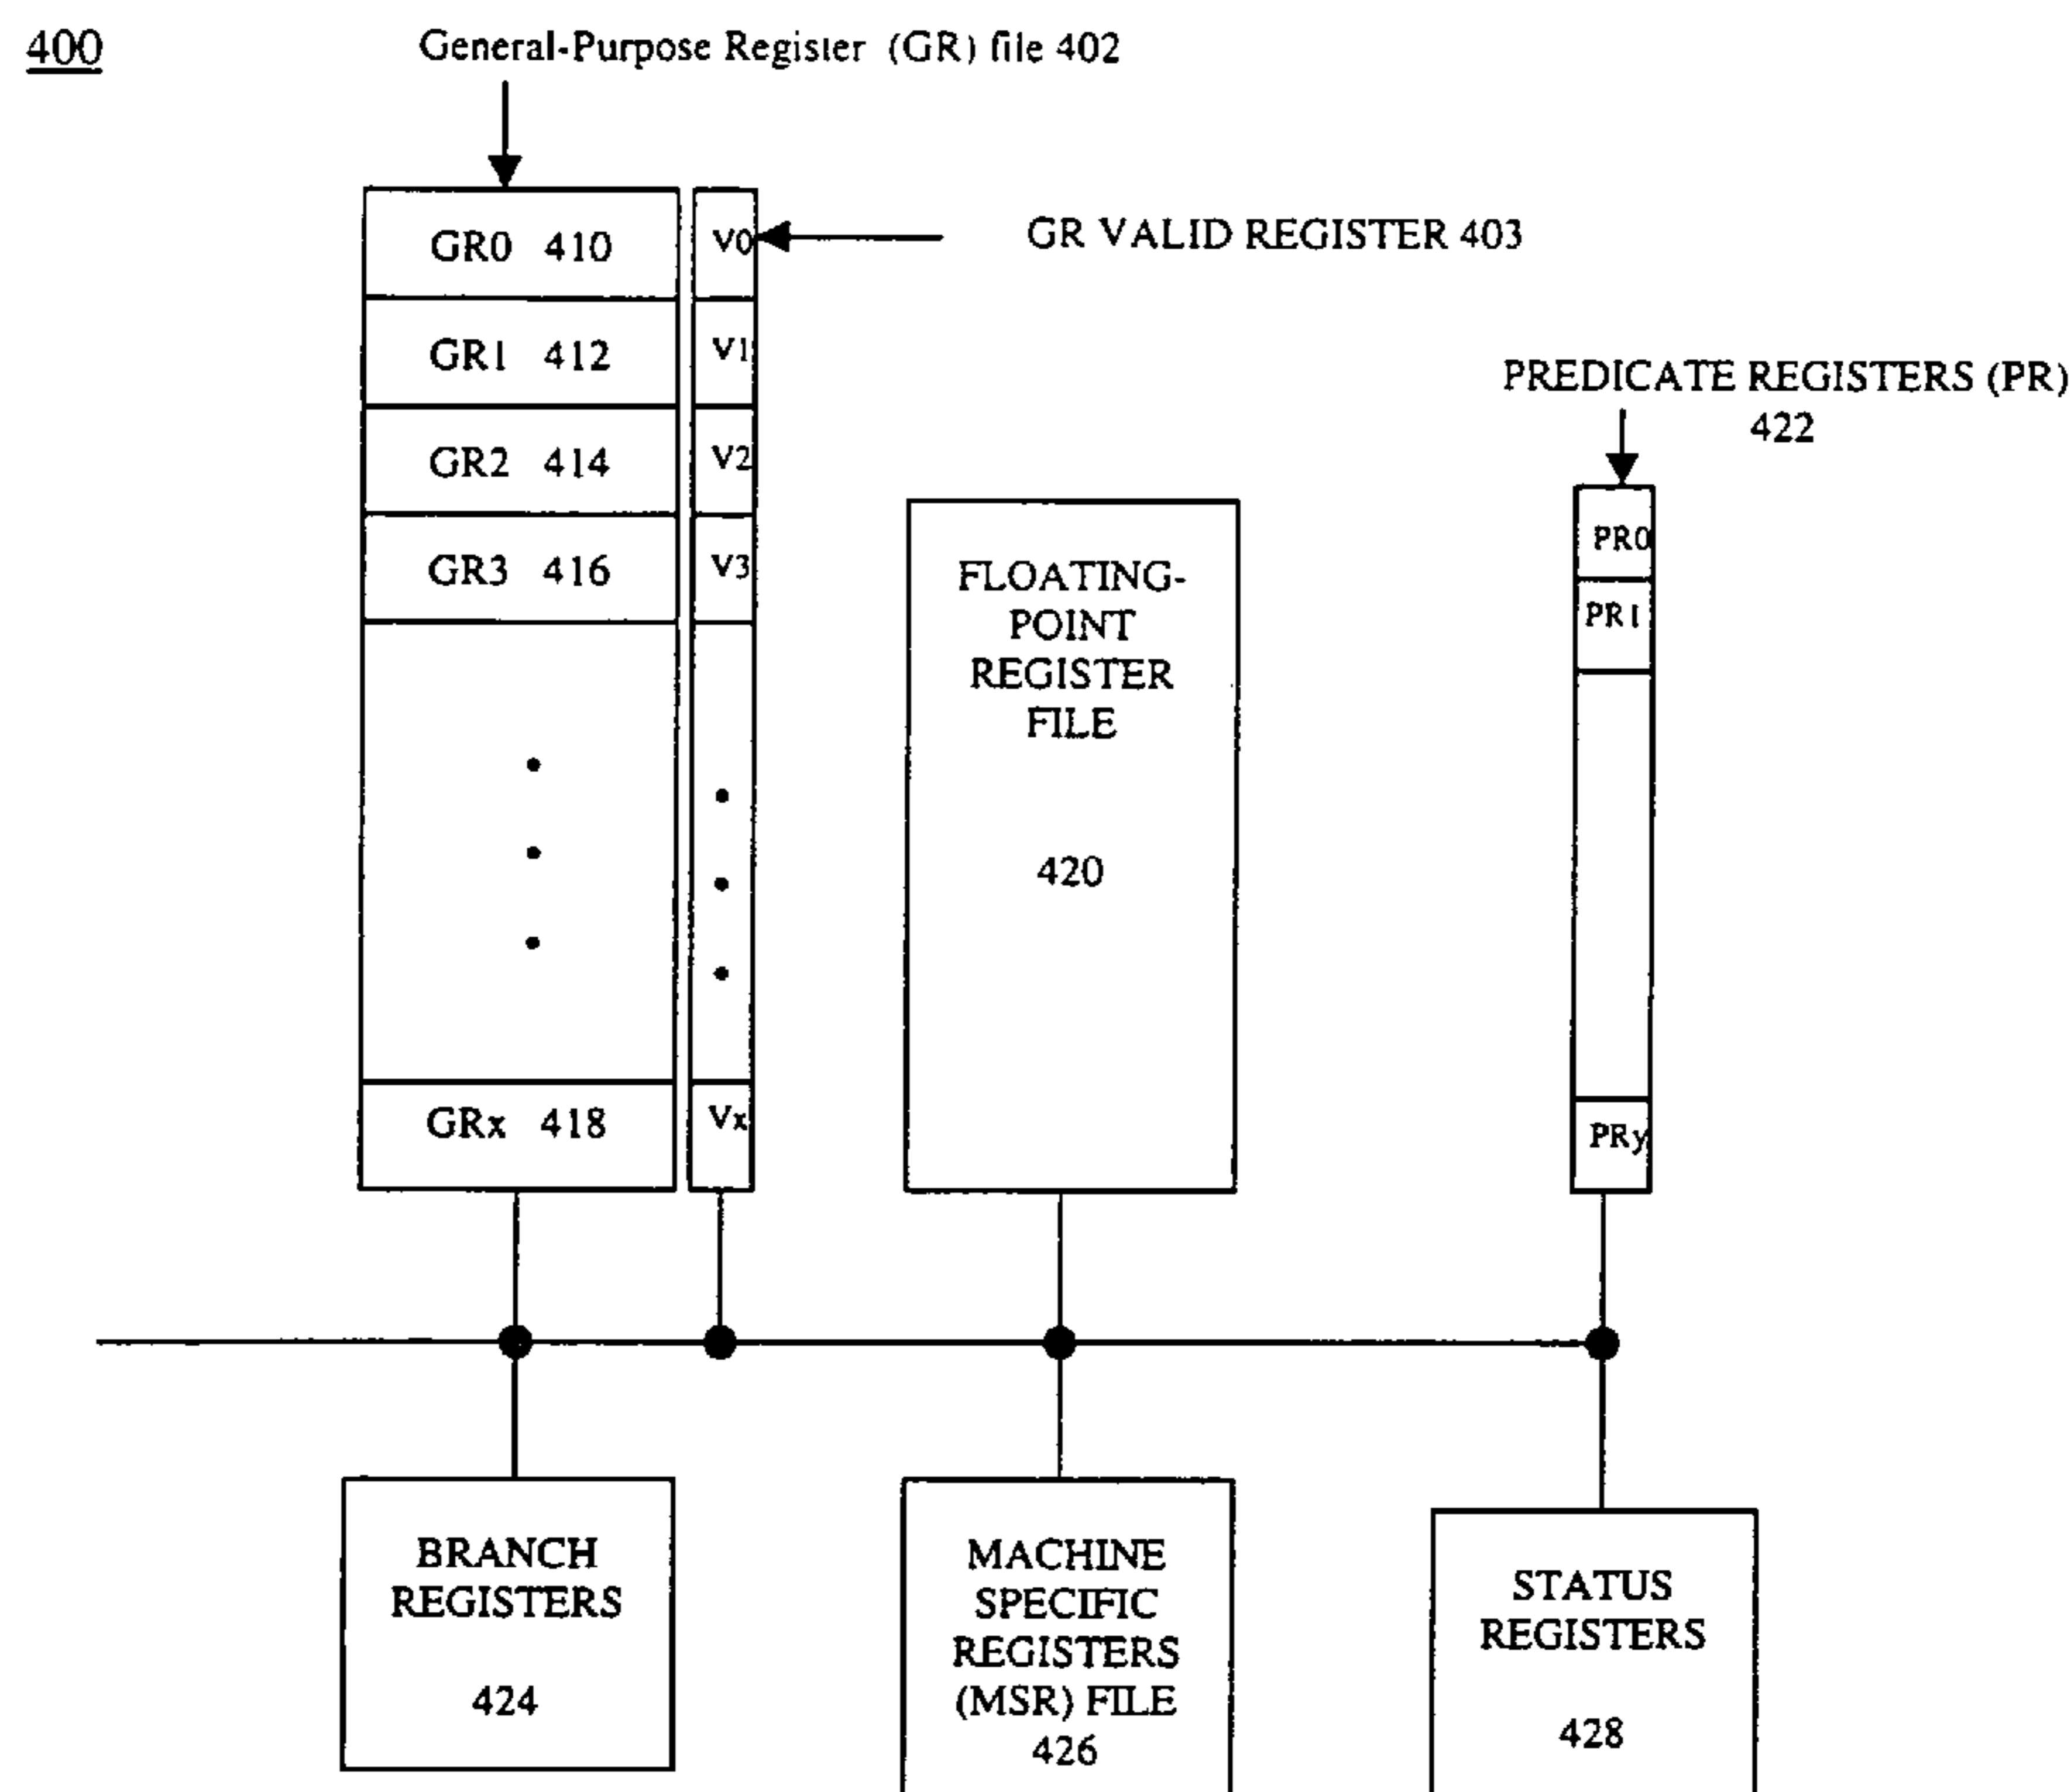 400
General-Purpose Register (GR) file 402
GR0 410
V0
GR VALID REGISTER 403
GR1 412
V1
GR2 414
V2
GR3 416
V3
PREDICATE REGISTERS (PR)
422
PR0
PR1
FLOATING-
POINT
REGISTER
FILE
420
GRx 418
Vx
PRy
BRANCH
REGISTERS
424
MACHINE
SPECIFIC
REGISTERS
(MSR) FILE
426
STATUS
REGISTERS
428